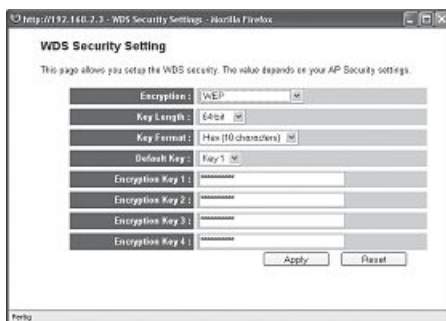 http://192.168.2.3 - WDS Security Settings - Mozilla Firefox
WDS Security Setting
This page allows you setup the WDS security. The value depends on your AP Security settings.
Encryption : WEP
Key Length : 64-bit
Key Format : Hex (10 characters)
Default Key : Key 1
Encryption Key 1 : **********
Encryption Key 2 : **********
Encryption Key 3 : **********
Encryption Key 4 : **********
Apply Reset
Fertig